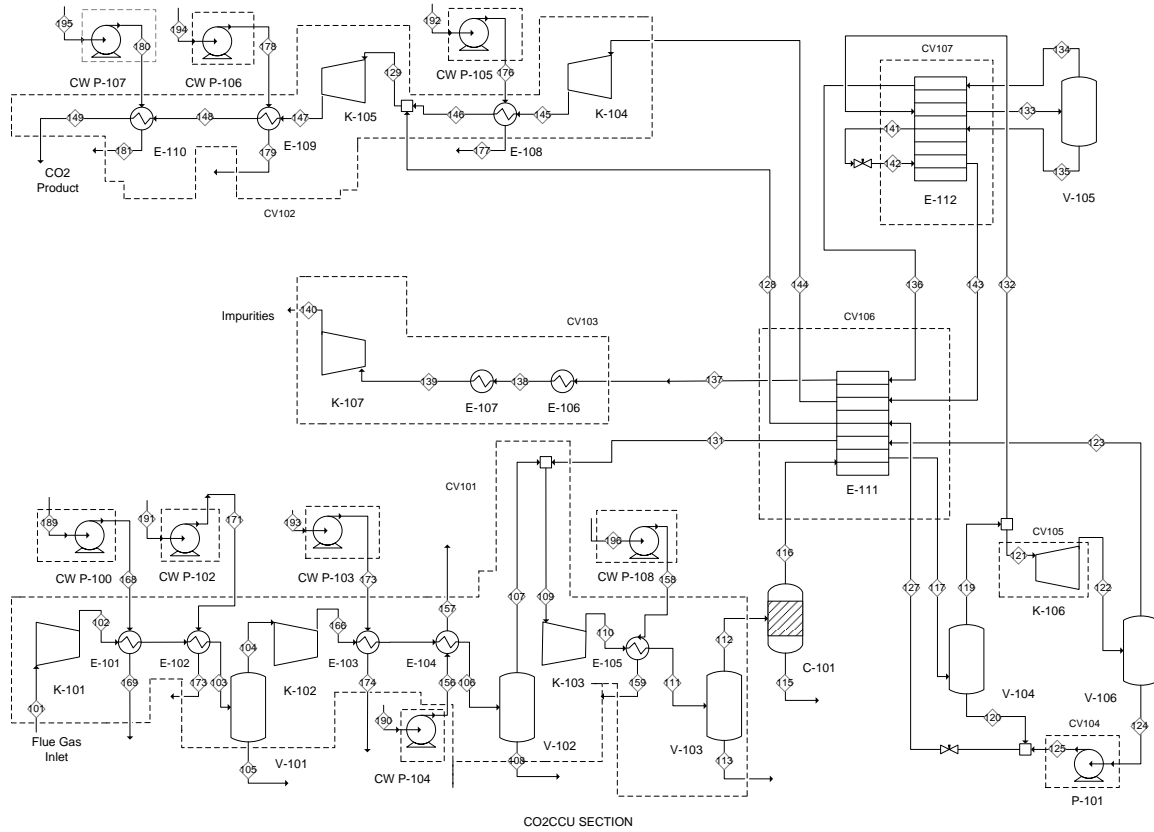 195
194
192
180
178
176
CW P-107
CW P-106
CW P-105
129
K-105
K-104
149
148
147
146
145
181
E-110
179
E-109
177
E-108
CO2
Product
CV102
CV107
134
133
141
142
135
E-112
V-105
128
144
136
143
132
Impurities
140
CV103
CV106
139
138
137
K-107
E-107
E-106
131
123
E-111
CV101
189
191
171
193
196
CW P-100
168
CW P-102
CW P-103
173
CW P-108
158
116
127
117
119
CV105
121
122
K-106
102
166
157
107
109
110
112
104
E-101
E-102
E-103
E-104
E-105
K-101
K-102
K-103
C-101
169
173
103
174
156
106
159
111
115
101
190
120
V-104
V-106
124
Flue Gas
Inlet
V-101
V-102
V-103
105
108
113
CW P-104
CV104
125
P-101
CO2CCU SECTION